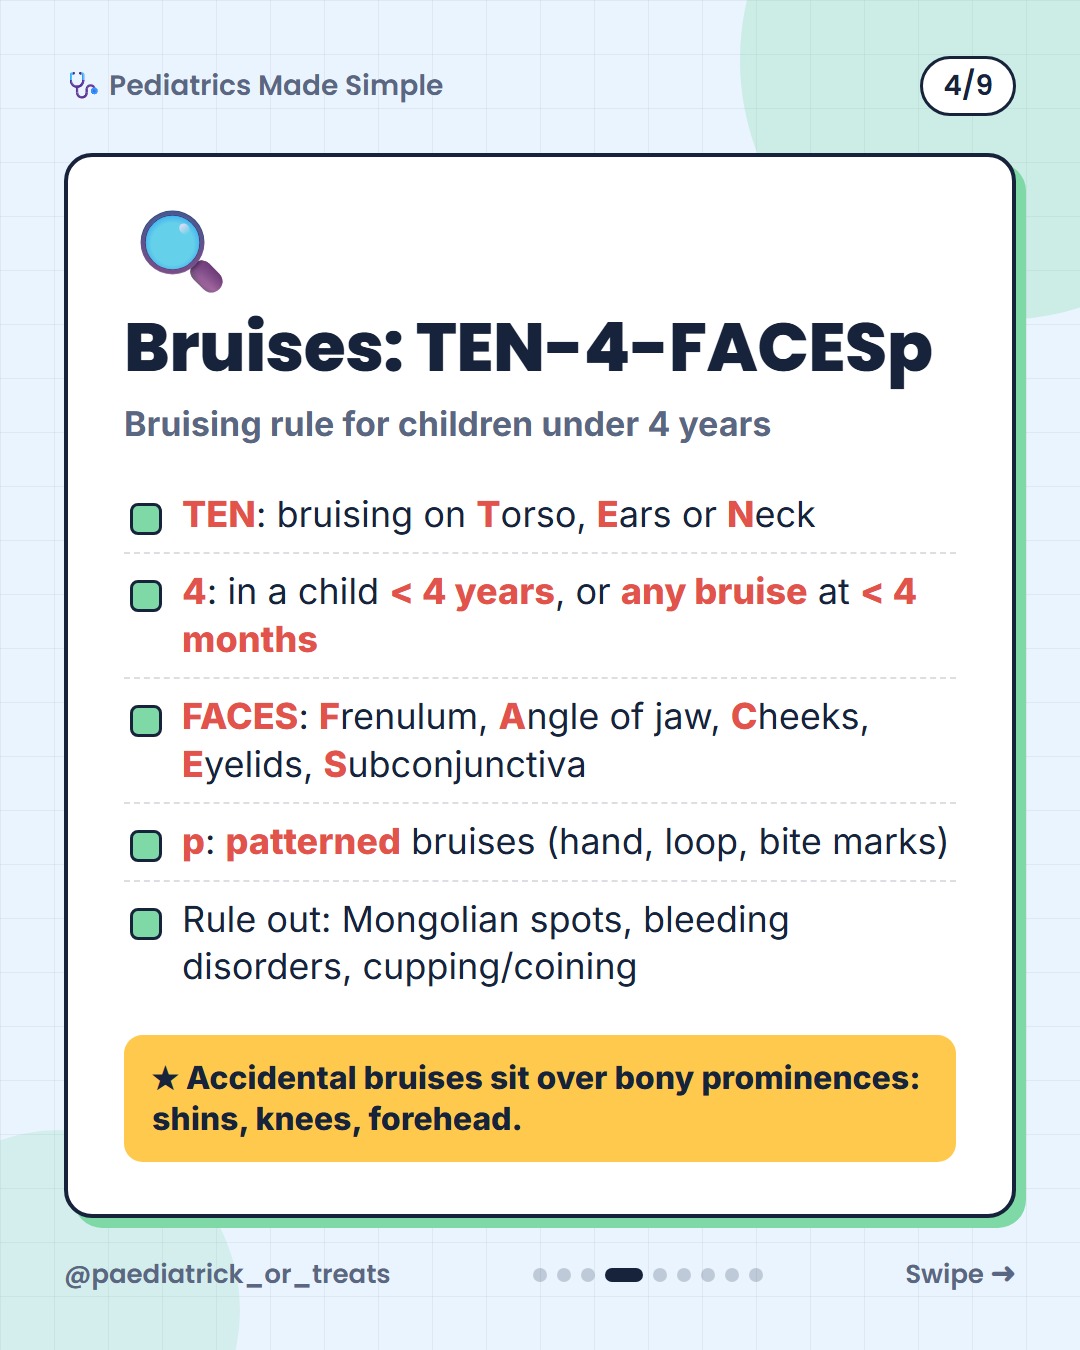 Pediatrics Made Simple
4/9
Bruises: TEN-4-FACESp
Bruising rule for children under 4 years
TEN: bruising on Torso, Ears or Neck
4: in a child < 4 years, or any bruise at < 4
months
FACES: Frenulum, Angle of jaw, Cheeks,
Eyelids, Subconjunctiva
p: patterned bruises (hand, loop, bite marks)
Rule out: Mongolian spots, bleeding
disorders, cupping/coining
★ Accidental bruises sit over bony prominences:
shins, knees, forehead.
@paediatrick_or_treats
Swipe →